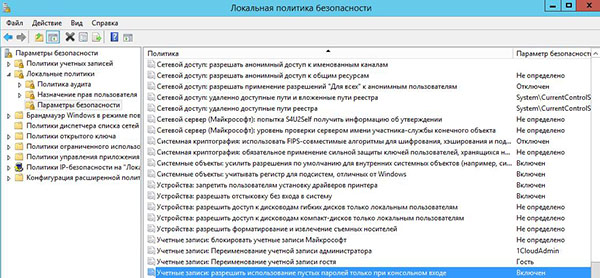 Локальная политика безопасности
Файл Действие Вид Справка
Параметры безопасности
Политики учетных записей
Локальные политики
Политика аудита
Назначение прав пользователя
Параметры безопасности
Брандмауэр Windows в режиме пов
Политики диспетчера списка сетей
Политики открытого ключа
Политики ограниченного использо
Политики управления приложения
Политики IP-безопасности на "Лока
Конфигурация расширенной полит
Политика Параметр безопасност
Сетевой доступ: разрешать анонимный доступ к именованным каналам
Сетевой доступ: разрешать анонимный доступ к общим ресурсам Не определено
Сетевой доступ: разрешать применение разрешений "Для всех" к анонимным Отключен
Сетевой доступ: удаленно доступные пути и вложенные пути реестра System\CurrentControlS
Сетевой доступ: удаленно доступные пути реестра System\CurrentControlS
Сетевой сервер (Майкрософт): попытка S4U2Self получить информацию об утверждении Не определено
Сетевой сервер (Майкрософт): уровень проверки сервером имени участника-службы конечного объекта Не определено
Системная криптография: использовать FIPS-совместимые алгоритмы для шифрования, хэширования и под Отключен
Системная криптография: обязательное применение сильной защиты ключей пользователей, хранящихся н Не определено
Системные объекты: усилить разрешения по умолчанию для внутренних системных объектов (например, си Включен
Системные объекты: учитывать регистр для подсистем, отличных от Windows Включен
Устройства: запретить пользователям установку драйверов принтера Включен
Устройства: разрешать отстыковку без входа в систему Включен
Устройства: разрешить доступ к дисководам гибких дисков только локальным пользователям Не определено
Устройства: разрешить доступ к дисководам компакт-дисков только локальным пользователям Не определено
Устройства: разрешить форматирование и извлечение съемных носителей Не определено
Учетные записи: блокировать учетные записи Майкрософт Не определено
Учетные записи: Переименование учетной записи администратора 1CloudAdmin
Учетные записи: Переименование учетной записи гостя Гость
Учетные записи: разрешить использование пустых паролей только при консольном входе Включен